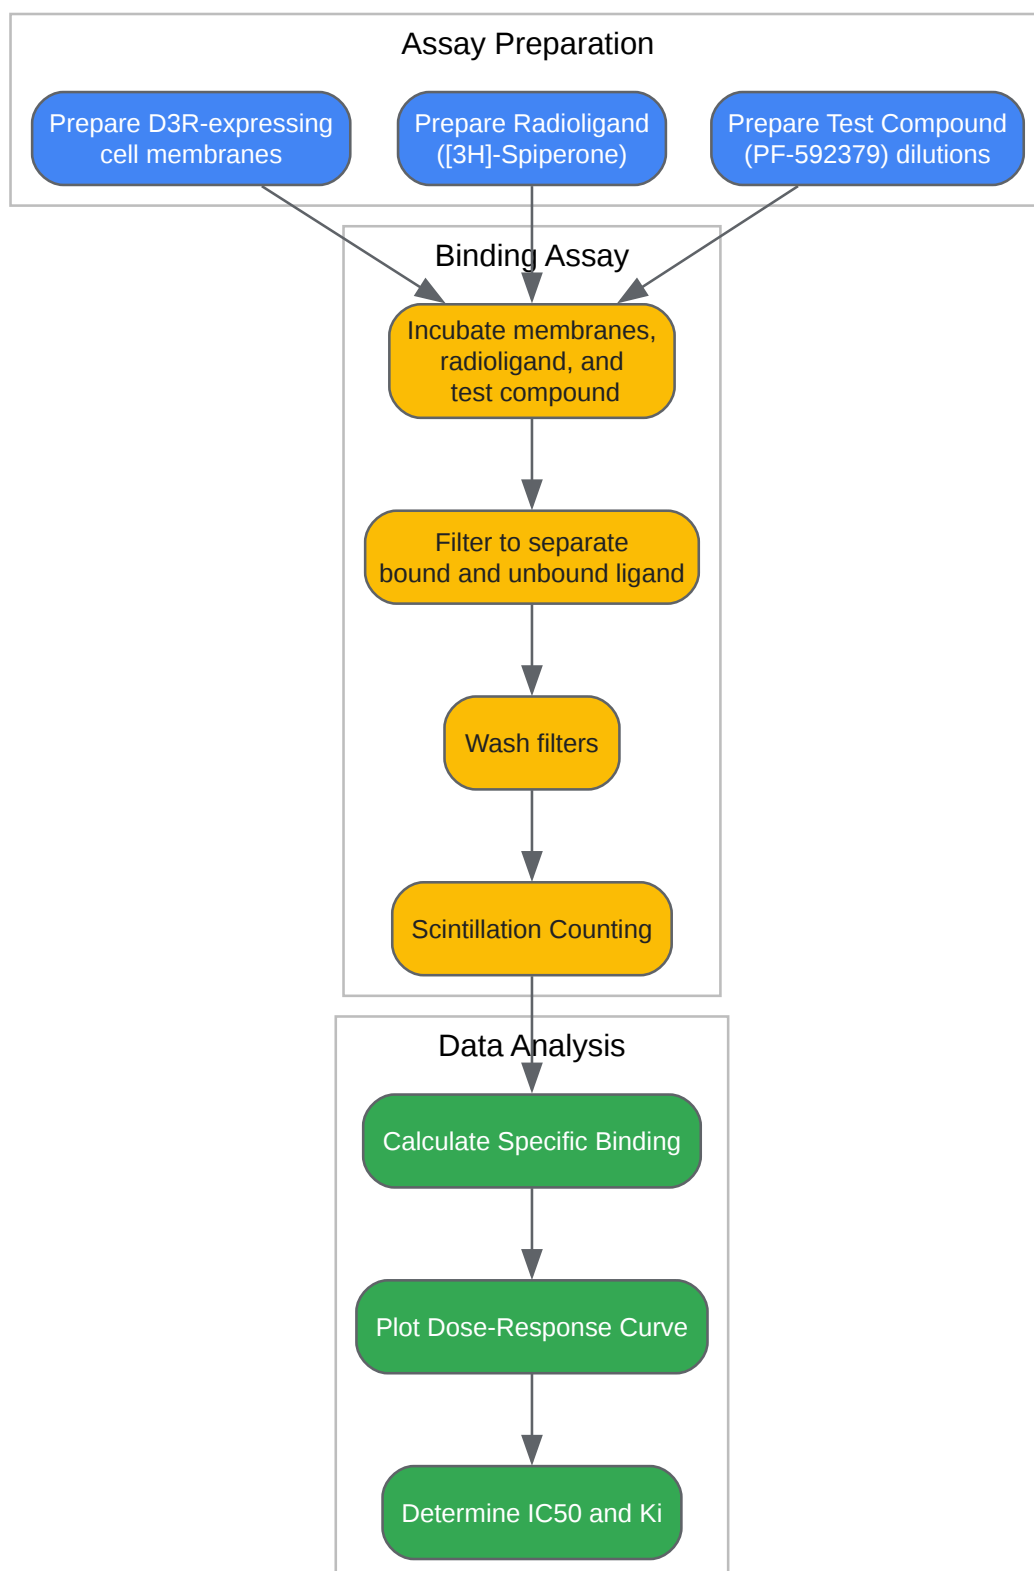 Assay Preparation
Prepare D3R-expressing
cell membranes
Prepare Radioligand
([3H]-Spiperone)
Prepare Test Compound
(PF-592379) dilutions
Binding Assay
Incubate membranes,
radioligand, and
test compound
Filter to separate
bound and unbound ligand
Wash filters
Scintillation Counting
Data Analysis
Calculate Specific Binding
Plot Dose-Response Curve
Determine IC50 and Ki